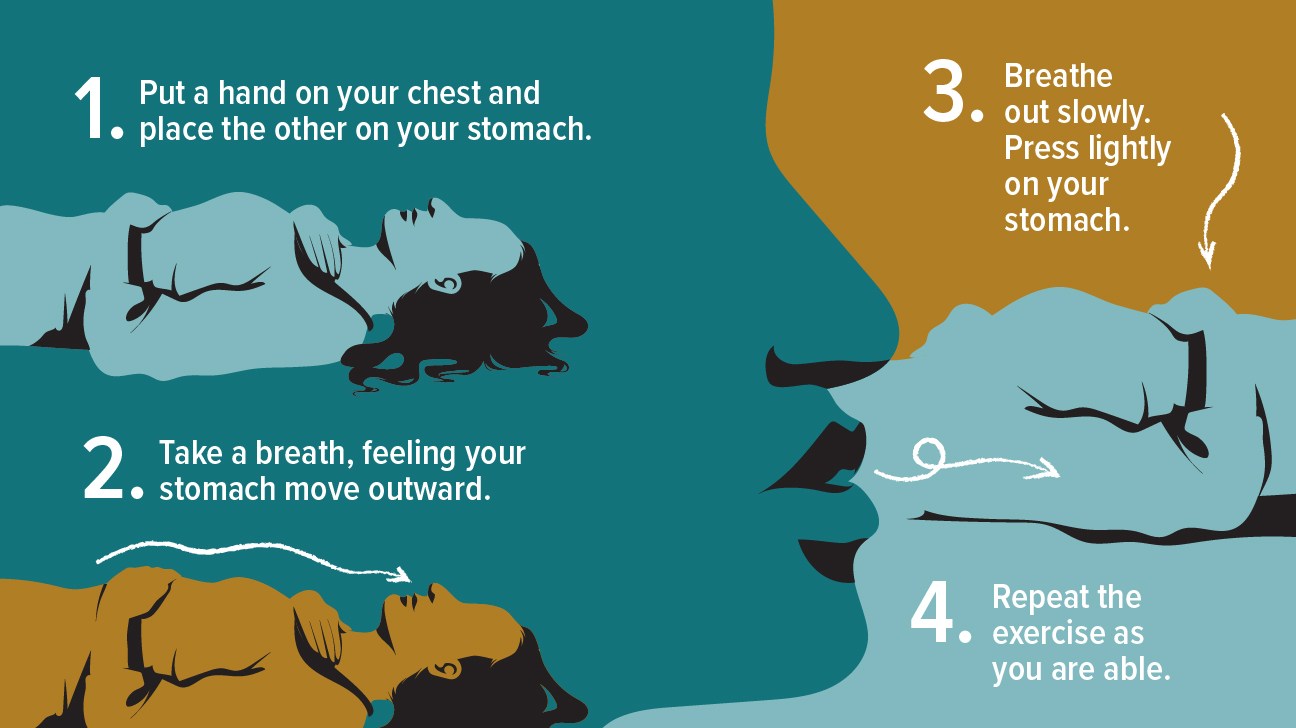 1. Put a hand on your chest and
place the other on your stomach.
2. Take a breath, feeling your
stomach move outward.
3. Breathe
out slowly.
Press lightly
on your
stomach.
4. Repeat the
exercise as
you are able.